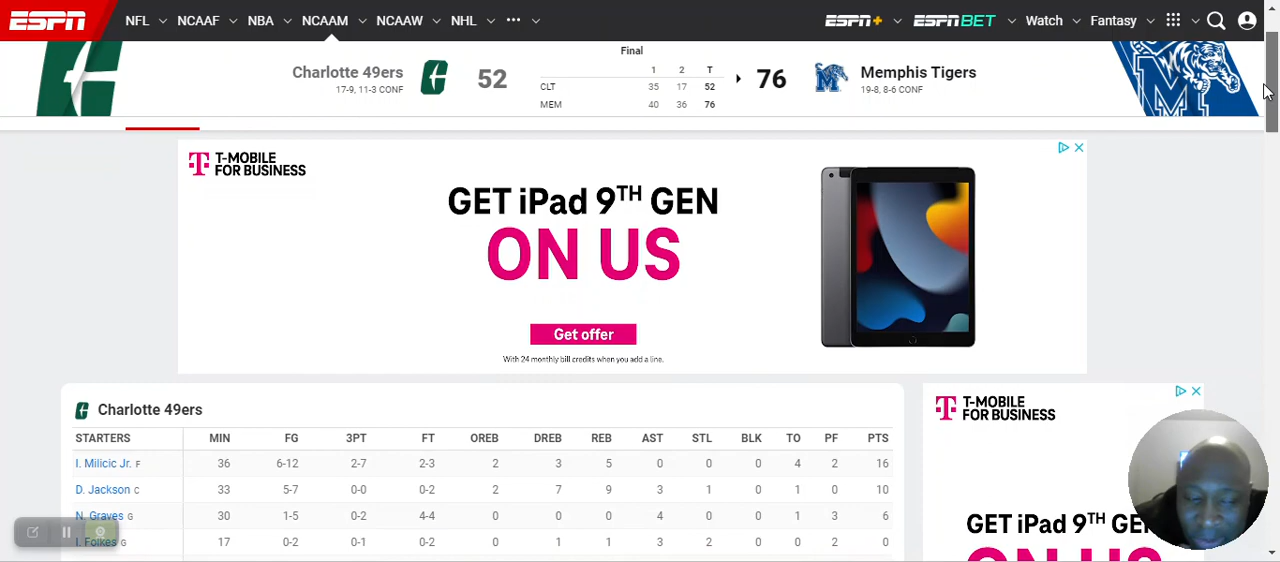 ESPN NFL NCAAF NBA NCAAM NCAAW NHL ••• ESPN+ ESPN BET Watch Fantasy
Final
Charlotte 49ers 52 1 2 T 76 Memphis Tigers
17-9, 11-3 CONF CLT 35 17 52 19-8, 8-6 CONF
MEM 40 36 76
T-MOBILE
FOR BUSINESS
GET iPad 9TH GEN
ON US
Get offer
With 24 monthly bill credits when you add a line.
Charlotte 49ers
STARTERS MIN FG 3PT FT OREB DREB REB AST STL BLK TO PF PTS
I. Milicic Jr. F 36 6-12 2-7 2-3 2 3 5 0 0 0 4 2 16
D. Jackson C 33 5-7 0-0 0-2 2 7 9 3 1 0 1 0 10
N. Graves G 30 1-5 0-2 4-4 0 0 0 4 0 0 1 3 6
I. Folkes G 17 0-2 0-1 0-2 0 1 1 3 2 0 0 2 0
T-MOBILE
FOR BUSINESS
GET iPad 9TH GE
ON US